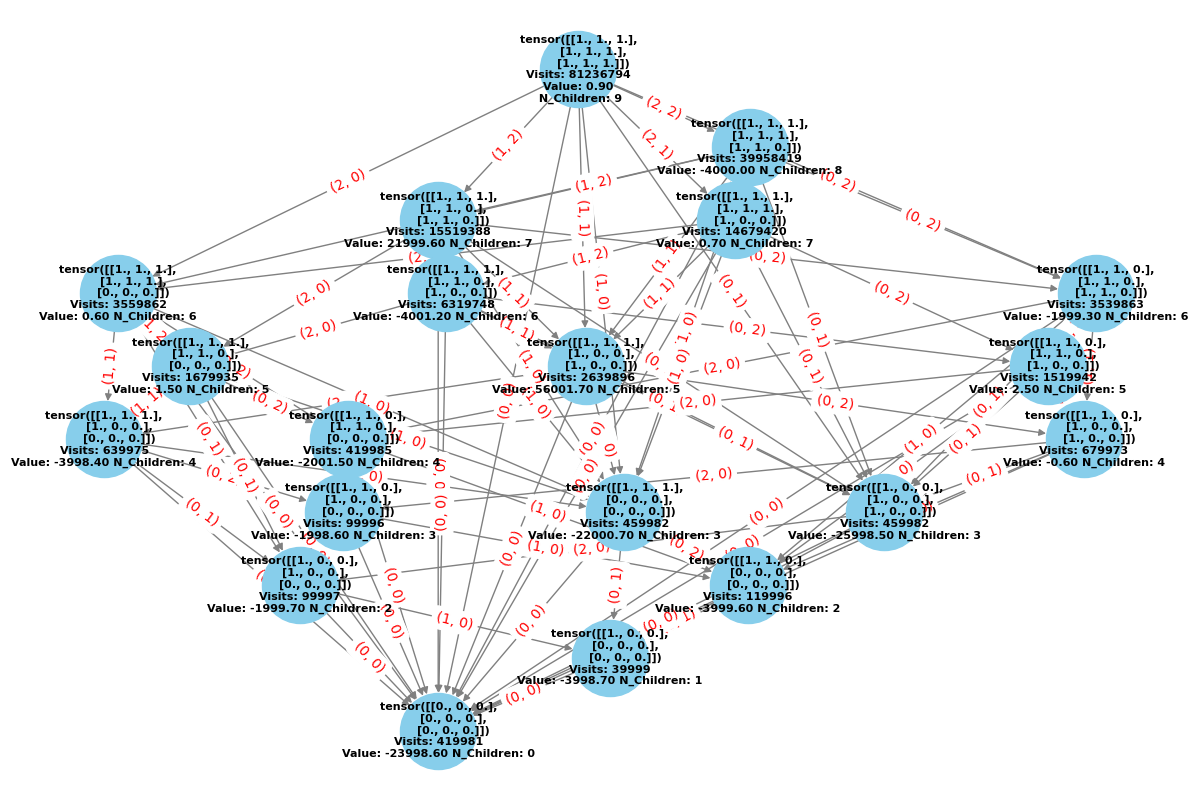 tensor([[1., 1., 1.],
[1., 1., 1.],
[1., 1., 1.]])
Visits: 81236794
Value: 0.90
N_Children: 9
(2, 2)
tensor([[1., 1., 1.],
[1., 1., 1.],
[1., 1., 0.]])
Visits: 39958419
Value: -4000.00 N_Children: 8
(1, 2)
(2, 1)
(2, 0)
(1, 2)
(0, 2)
tensor([[1., 1., 1.],
[1., 1., 0.],
[1., 1., 0.]])
Visits: 15519388
Value: 21999.60 N_Children: 7
tensor([[1., 1., 1.],
[1., 1., 1.],
[1., 0., 0.]])
Visits: 14679420
Value: 0.70 N_Children: 7
(1, 1)
(0, 2)
(1, 2)
(0, 2)
tensor([[1., 1., 1.],
[1., 1., 1.],
[0., 0., 0.]])
Visits: 3559862
Value: 0.60 N_Children: 6
tensor([[1., 1., 1.],
[1., 1., 0.],
[1., 0., 0.]])
Visits: 6319748
Value: -4001.20 N_Children: 6
tensor([[1., 1., 0.],
[1., 1., 0.],
[1., 1., 0.]])
Visits: 3539863
Value: -1999.30 N_Children: 6
(2, 0)
(1, 1)
(1, 0)
(1, 1)
(0, 1)
(0, 2)
(2, 0)
(1, 1)
(1, 0)
(0, 2)
(0, 1)
tensor([[1., 1., 1.],
[1., 1., 0.],
[0., 0., 0.]])
Visits: 1679935
Value: 1.50 N_Children: 5
tensor([[1., 1., 1.],
[1., 0., 0.],
[1., 0., 0.]])
Visits: 2639896
Value: 56001.70 N_Children: 5
tensor([[1., 1., 0.],
[1., 1., 0.],
[1., 0., 0.]])
Visits: 1519942
Value: 2.50 N_Children: 5
(1, 1)
(1, 0)
(2, 0)
(0, 1)
(0, 2)
(1, 0)
(1, 0)
(2, 0)
(0, 2)
tensor([[1., 1., 1.],
[1., 0., 0.],
[0., 0., 0.]])
Visits: 639975
Value: -3998.40 N_Children: 4
tensor([[1., 1., 0.],
[1., 1., 0.],
[0., 0., 0.]])
Visits: 419985
Value: -2001.50 N_Children: 4
tensor([[1., 1., 0.],
[1., 0., 0.],
[1., 0., 0.]])
Visits: 679973
Value: -0.60 N_Children: 4
(0, 1)
(0, 1)
(0, 0)
(0, 1)
(1, 0)
(0, 1)
(0, 1)
(2, 0)
(0, 1)
tensor([[1., 1., 0.],
[1., 0., 0.],
[0., 0., 0.]])
Visits: 99996
Value: -1998.60 N_Children: 3
tensor([[1., 1., 1.],
[0., 0., 0.],
[0., 0., 0.]])
Visits: 459982
Value: -22000.70 N_Children: 3
tensor([[1., 0., 0.],
[1., 0., 0.],
[1., 0., 0.]])
Visits: 459982
Value: -25998.50 N_Children: 3
(0, 1)
(0, 0)
(0, 0)
(1, 0)
(0, 0)
(0, 0)
(1, 0)
(0, 2)
tensor([[1., 0., 0.],
[1., 0., 0.],
[0., 0., 0.]])
Visits: 99997
Value: -1999.70 N_Children: 2
tensor([[1., 1., 0.],
[0., 0., 0.],
[0., 0., 0.]])
Visits: 119996
Value: -3999.60 N_Children: 2
(0, 0)
(0, 1)
(1, 0)
(0, 0)
(0, 0)
tensor([[1., 0., 0.],
[0., 0., 0.],
[0., 0., 0.]])
Visits: 39999
Value: -3998.70 N_Children: 1
(0, 0)
(0, 0)
tensor([[0., 0., 0.],
[0., 0., 0.],
[0., 0., 0.]])
Visits: 419981
Value: -23998.60 N_Children: 0